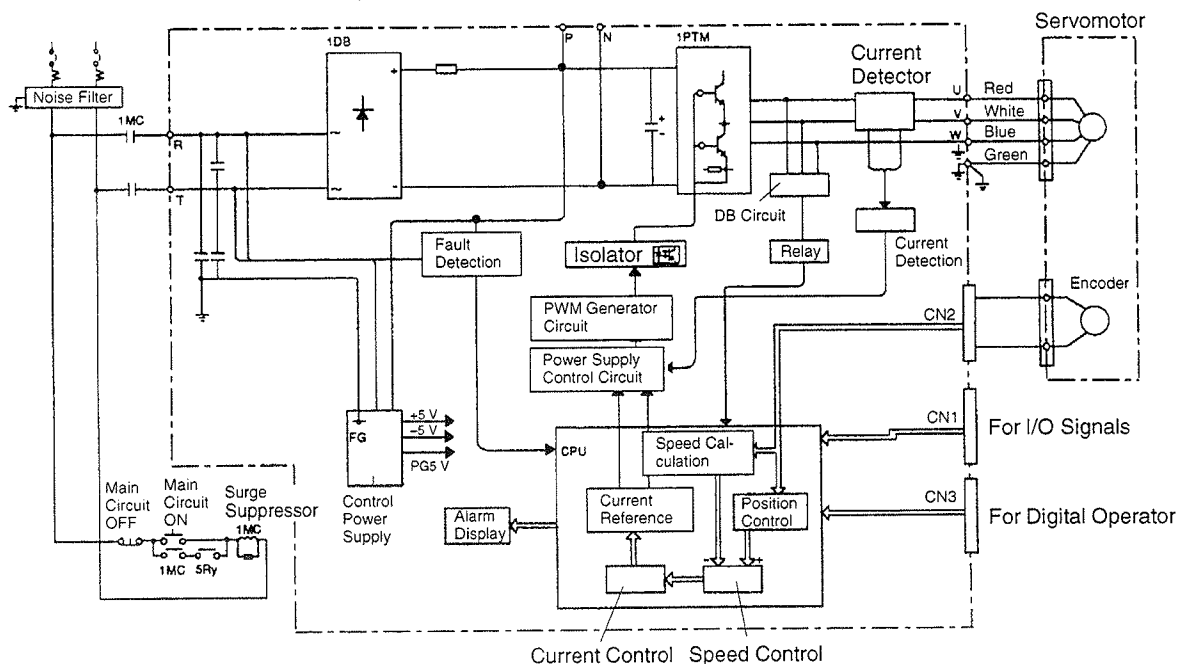 Servomotor
1DB
P
N
1PTM
Current
Detector
Noise Filter
1MC
R
T
+
-
~
~
+
-
U
Red
V
White
W
Blue
Green
DB Circuit
Fault
Detection
Isolator
Relay
Current
Detection
PWM Generator
Circuit
CN2
Encoder
Power Supply
Control Circuit
FG
+5 V
–5 V
PG5 V
Control
Power
Supply
CPU
Speed Cal-
culation
CN1
For I/O Signals
Main
Circuit
OFF
Main
Circuit
ON
Surge
Suppressor
1MC
1MC
5Ry
Alarm
Display
Current
Reference
Position
Control
CN3
For Digital Operator
-
+
Current Control
Speed Control